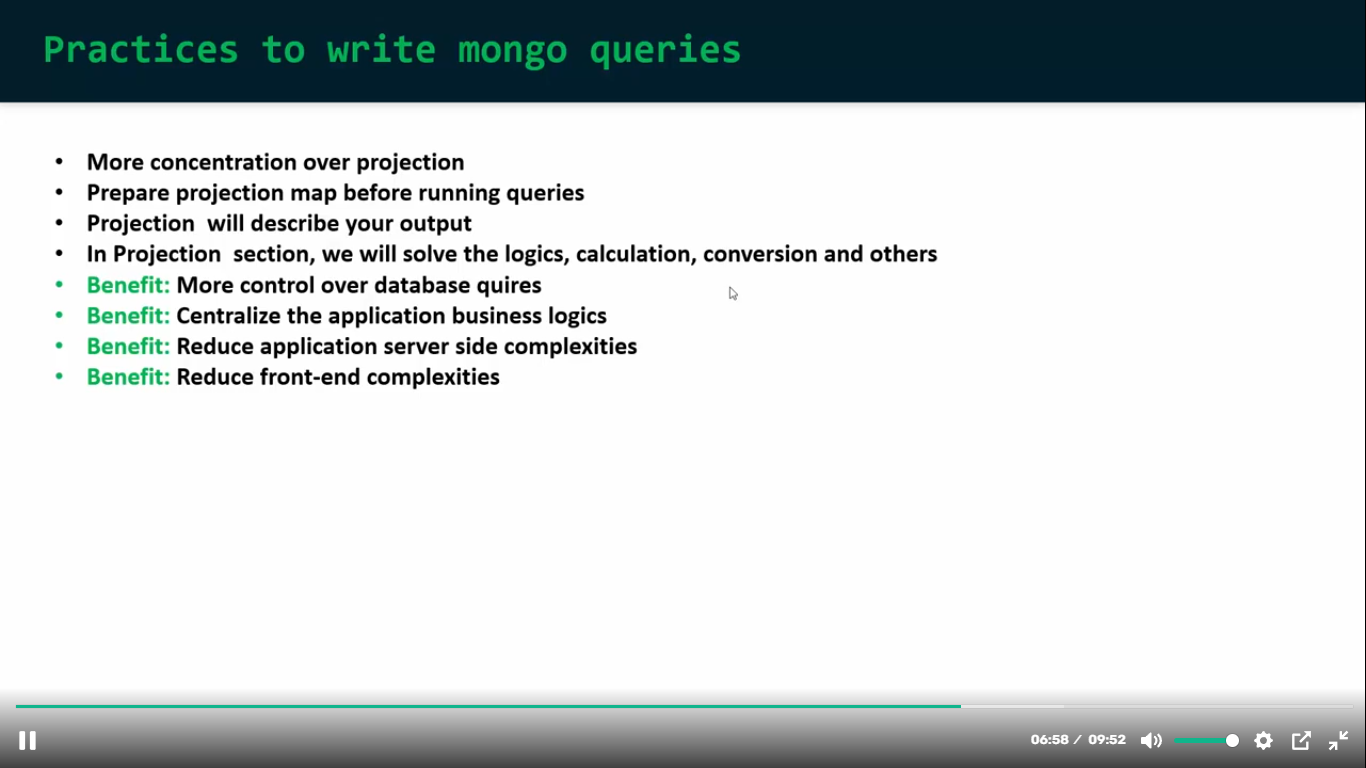 Practices to write mongo queries
• More concentration over projection
• Prepare projection map before running queries
• Projection  will describe your output
• In Projection  section, we will solve the logics, calculation, conversion and others
• Benefit: More control over database quires
• Benefit: Centralize the application business logics
• Benefit: Reduce application server side complexities
• Benefit: Reduce front-end complexities
06:58 / 09:52